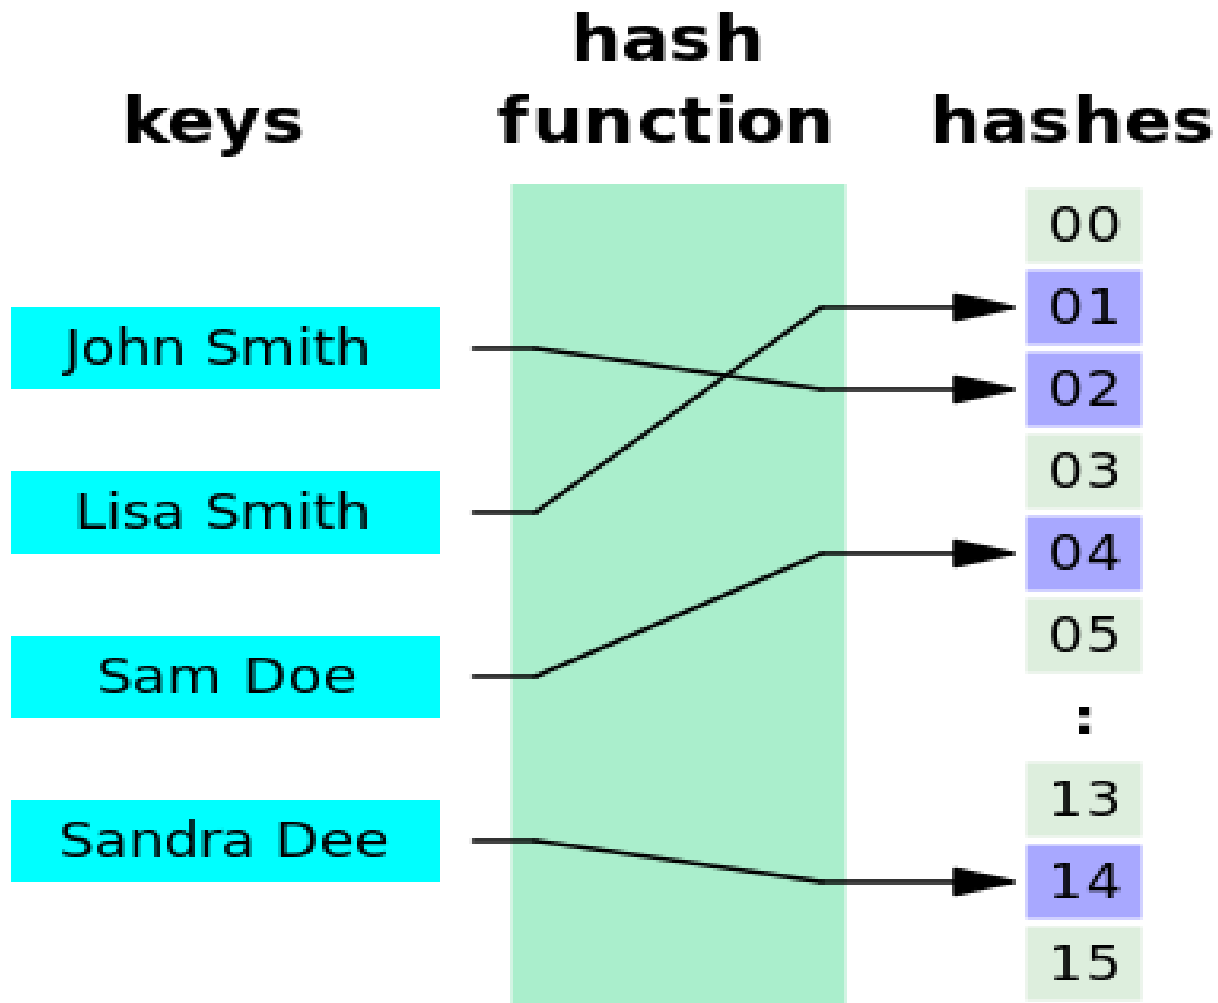 keys
hash
function
hashes
John Smith
Lisa Smith
Sam Doe
Sandra Dee
00
01
02
03
04
05
:
13
14
15